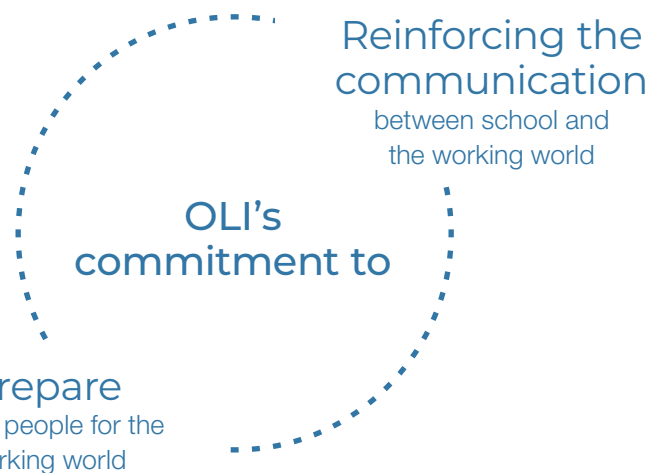 Reinforcing the
communication
between school and
the working world
OLI's
commitment to
repare
people for the
rking world